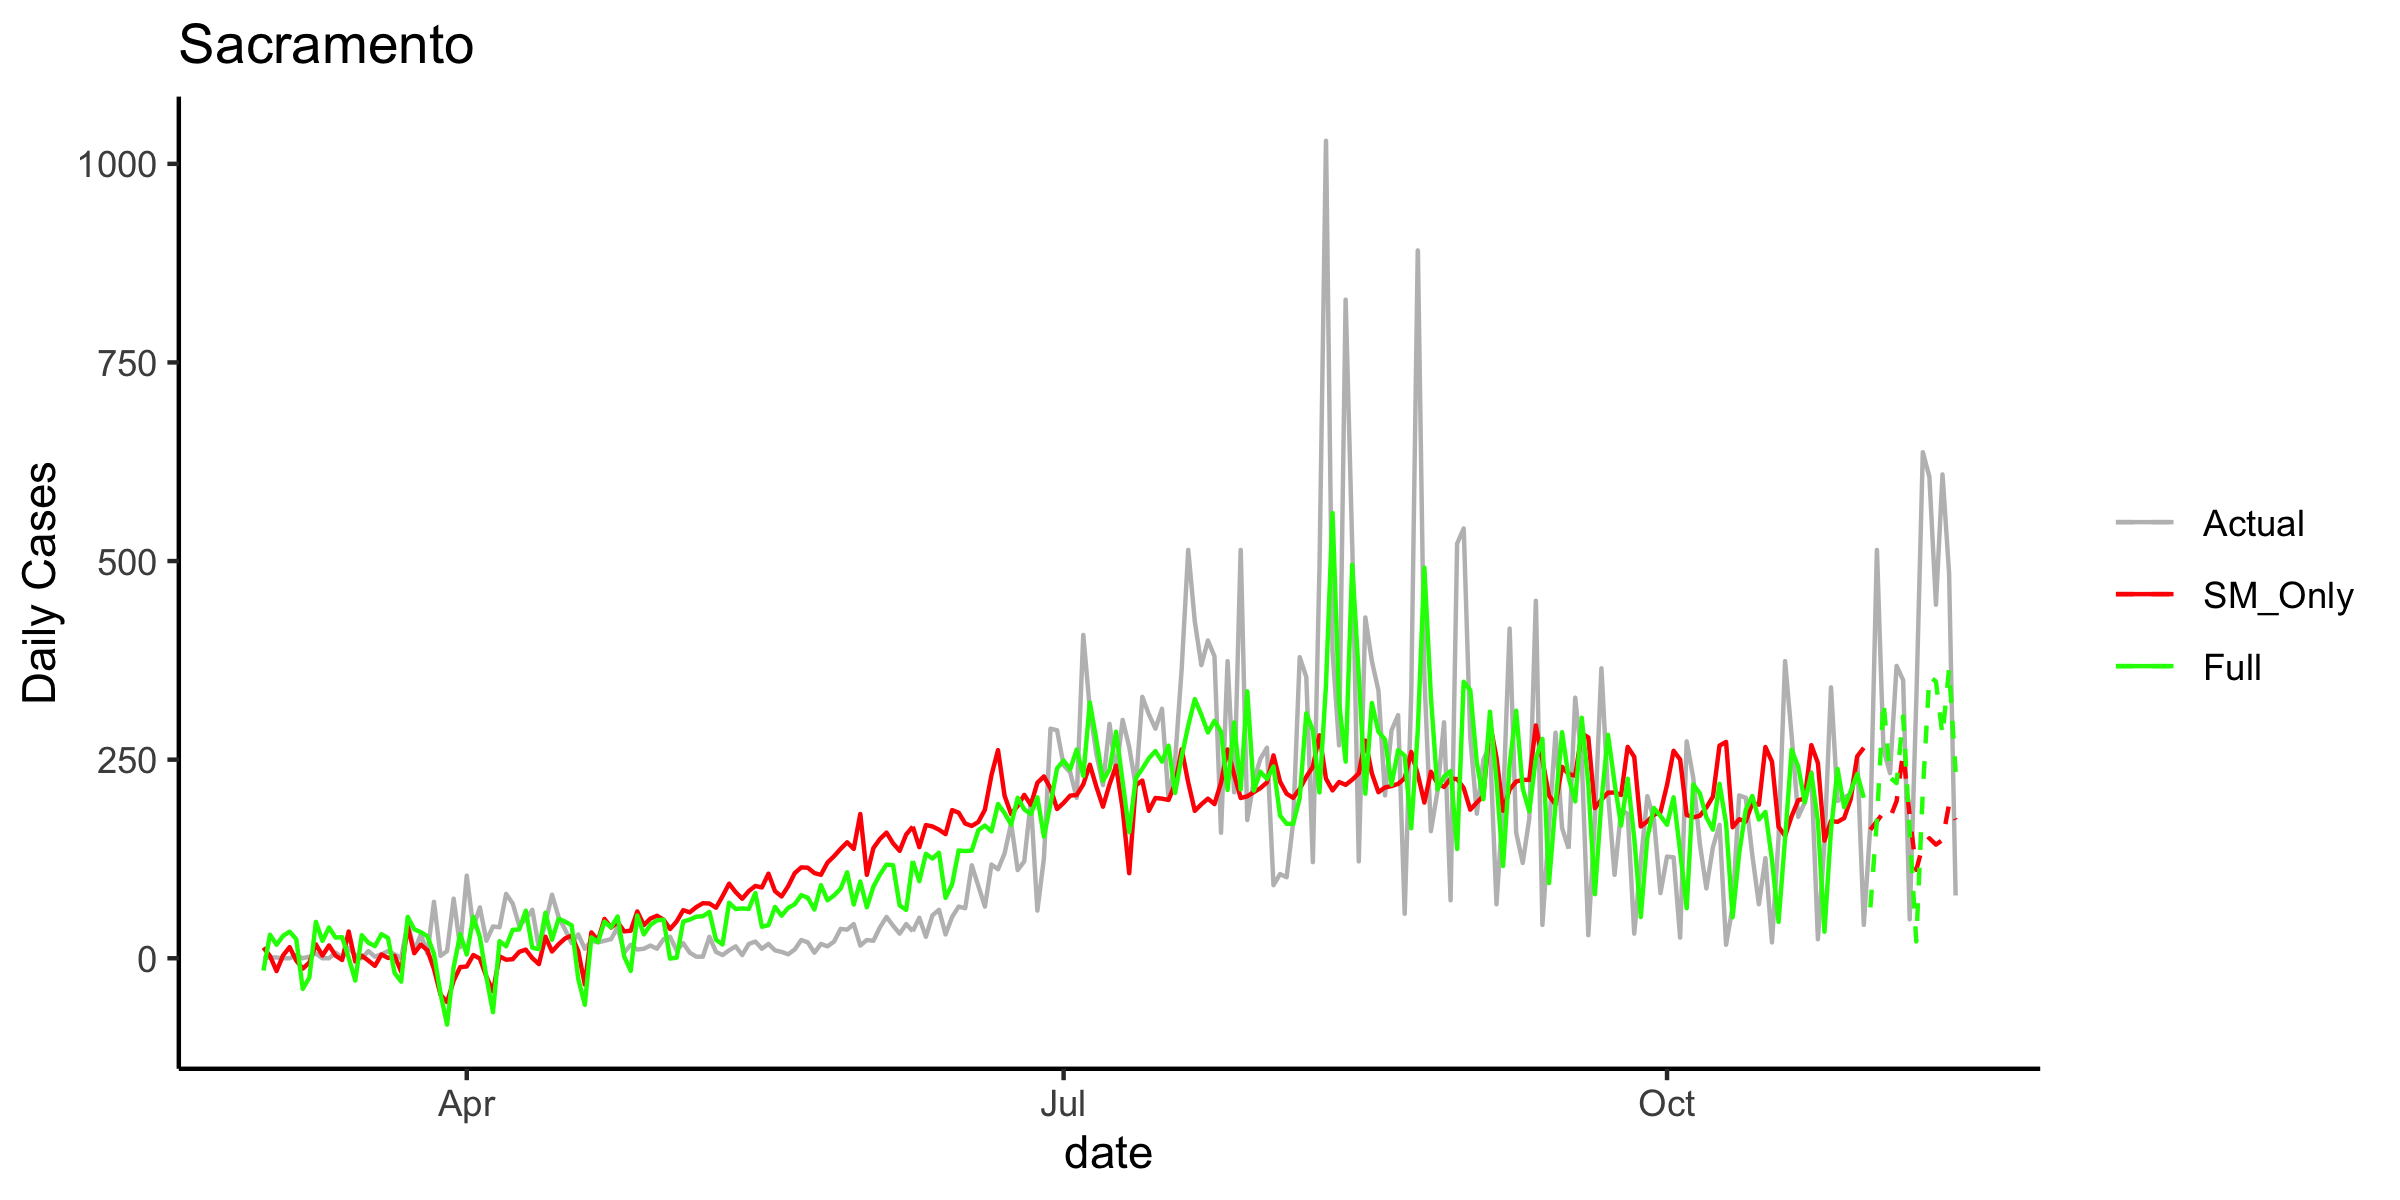 Sacramento
Daily Cases
1000
750
500
250
0
Apr
Jul
Oct
date
Actual
SM_Only
Full